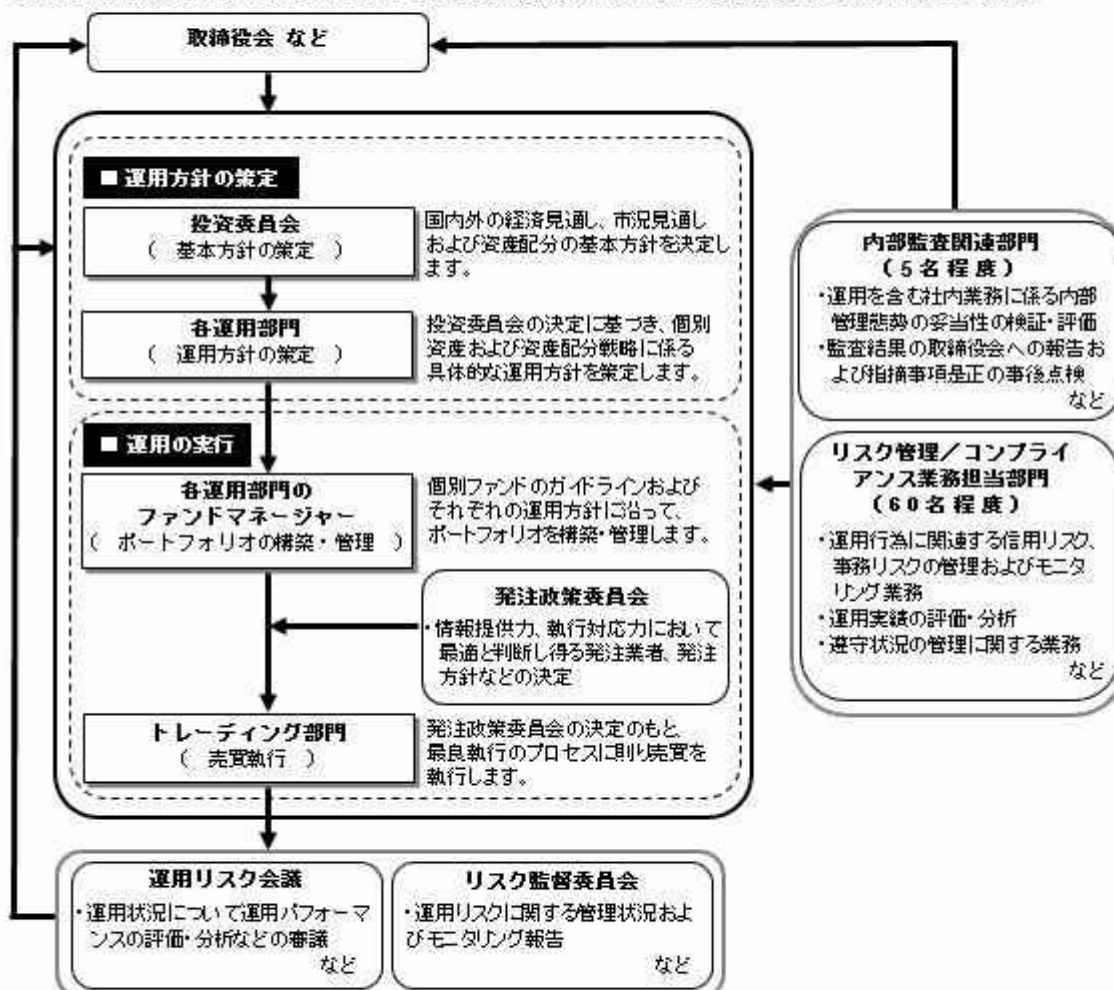 取締役会 など
■ 運用方針の策定
投資委員会
( 基本方針の策定 )
国内外の経済見通し、市況見通し
および資産配分の基本方針を決定し
ます。
各運用部門
( 運用方針の策定 )
投資委員会の決定に基づき、個別
資産および資産配分戦略に係る
具体的な運用方針を策定します。
■ 運用の実行
各運用部門の
ファンドマネージャー
( ポートフォリオの構築・管理 )
個別ファンドのガイドラインおよび
それぞれの運用方針に沿って、
ポートフォリオを構築・管理します。
発注政策委員会
・情報提供力、執行対応力において
最適と判断し得る発注業者、発注
方針などの決定
トレーディング部門
( 売買執行 )
発注政策委員会の決定のもと、
最良執行のプロセスに則り売買を
執行します。
内部監査関連部門
(5名程度)
・運用を含む社内業務に係る内部
管理態勢の妥当性の検証・評価
・監査結果の取締役会への報告お
よび指摘事項是正の事後点検
など
リスク管理/コンプライ
アンス業務担当部門
(60名程度)
・運用行為に関連する信用リスク、
事務リスクの管理およびモニタ
リング業務
・運用実績の評価・分析
・遵守状況の管理に関する業務
など
運用リスク会議
・運用状況について運用パフォーマ
ンスの評価・分析などの審議
など
リスク監督委員会
・運用リスクに関する管理状況およ
びモニタリング報告
など